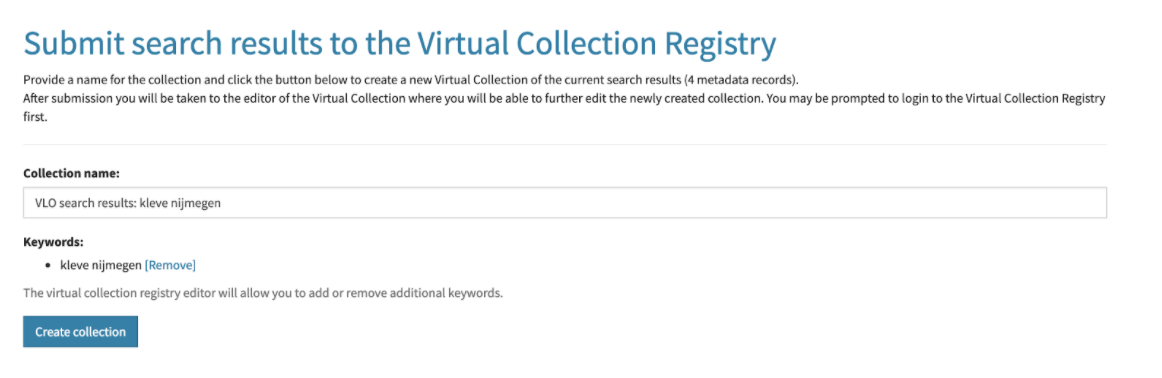 Submit search results to the Virtual Collection Registry
Provide a name for the collection and click the button below to create a new Virtual Collection of the current search results (4 metadata records).
After submission you will be taken to the editor of the Virtual Collection where you will be able to further edit the newly created collection. You may be prompted to login to the Virtual Collection Registry
first.
Collection name:
VLO search results: kleve nijmegen
Keywords:
• kleve nijmegen [Remove]
The virtual collection registry editor will allow you to add or remove additional keywords.
Create collection